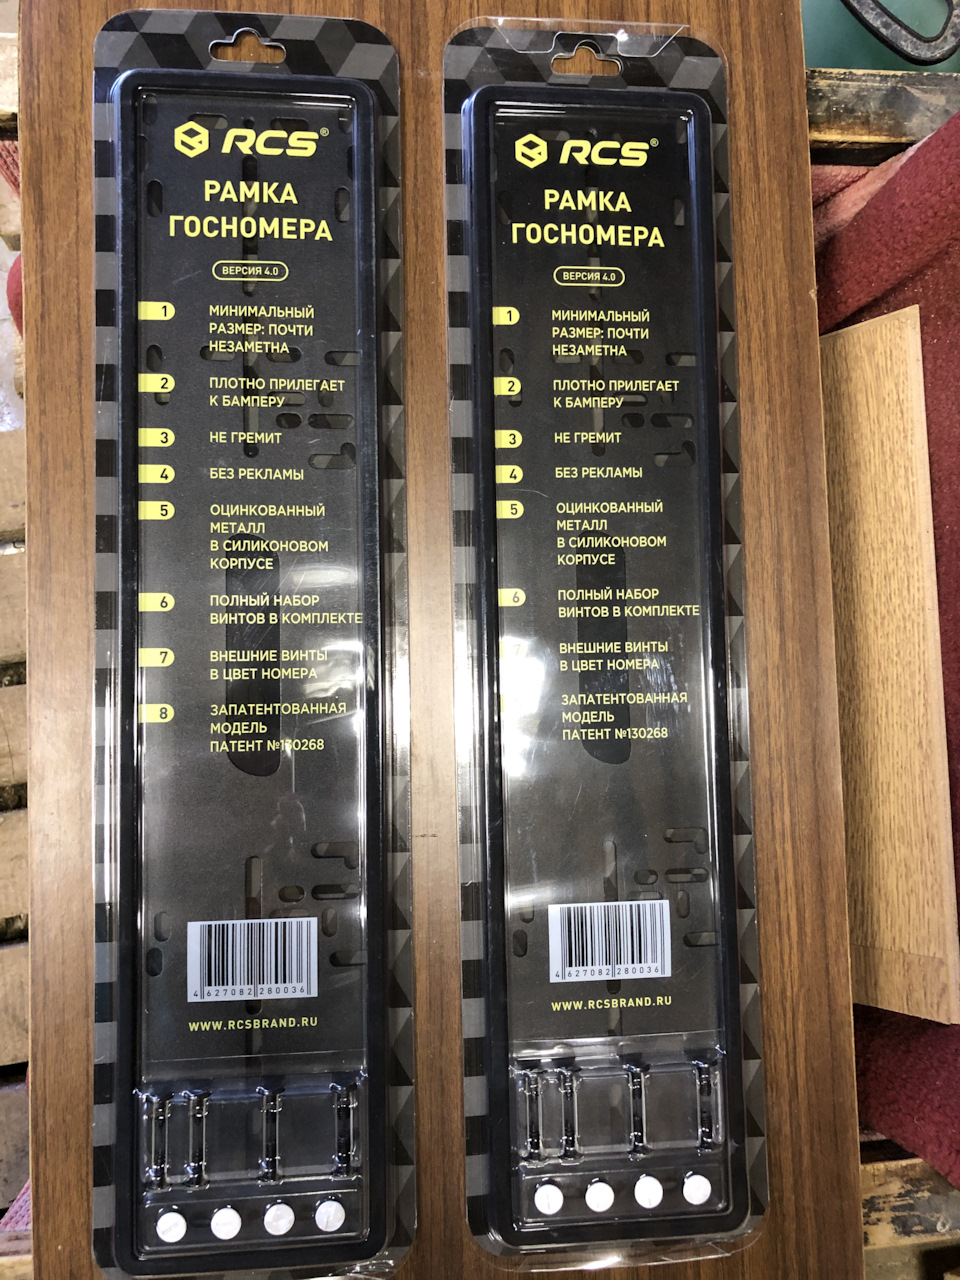 RCS®
РАМКА
ГОСНОМЕРА
ВЕРСИЯ 4.0
1 МИНИМАЛЬНЫЙ
РАЗМЕР: ПОЧТИ
НЕЗАМЕТНА
2 ПЛОТНО ПРИЛЕГАЕТ
К БАМПЕРУ
3 НЕ ГРЕМИТ
4 БЕЗ РЕКЛАМЫ
5 ОЦИНКОВАННЫЙ
МЕТАЛЛ
В СИЛИКОНОВОМ
КОРПУСЕ
6 ПОЛНЫЙ НАБОР
ВИНТОВ В КОМПЛЕКТЕ
7 ВНЕШНИЕ ВИНТЫ
В ЦВЕТ НОМЕРА
8 ЗАПАТЕНТОВАННАЯ
МОДЕЛЬ
ПАТЕНТ №130268
4 627082 280036
WWW.RCSBRAND.RU
RCS®
РАМКА
ГОСНОМЕРА
ВЕРСИЯ 4.0
1 МИНИМАЛЬНЫЙ
РАЗМЕР: ПОЧТИ
НЕЗАМЕТНА
2 ПЛОТНО ПРИЛЕГАЕТ
К БАМПЕРУ
3 НЕ ГРЕМИТ
4 БЕЗ РЕКЛАМЫ
5 ОЦИНКОВАННЫЙ
МЕТАЛЛ
В СИЛИКОНОВОМ
КОРПУСЕ
6 ПОЛНЫЙ НАБОР
ВИНТОВ В КОМПЛЕКТЕ
7 ВНЕШНИЕ ВИНТЫ
В ЦВЕТ НОМЕРА
ЗАПАТЕНТОВАННАЯ
МОДЕЛЬ
ПАТЕНТ №130268
4 627082 280036
WWW.RCSBRAND.RU